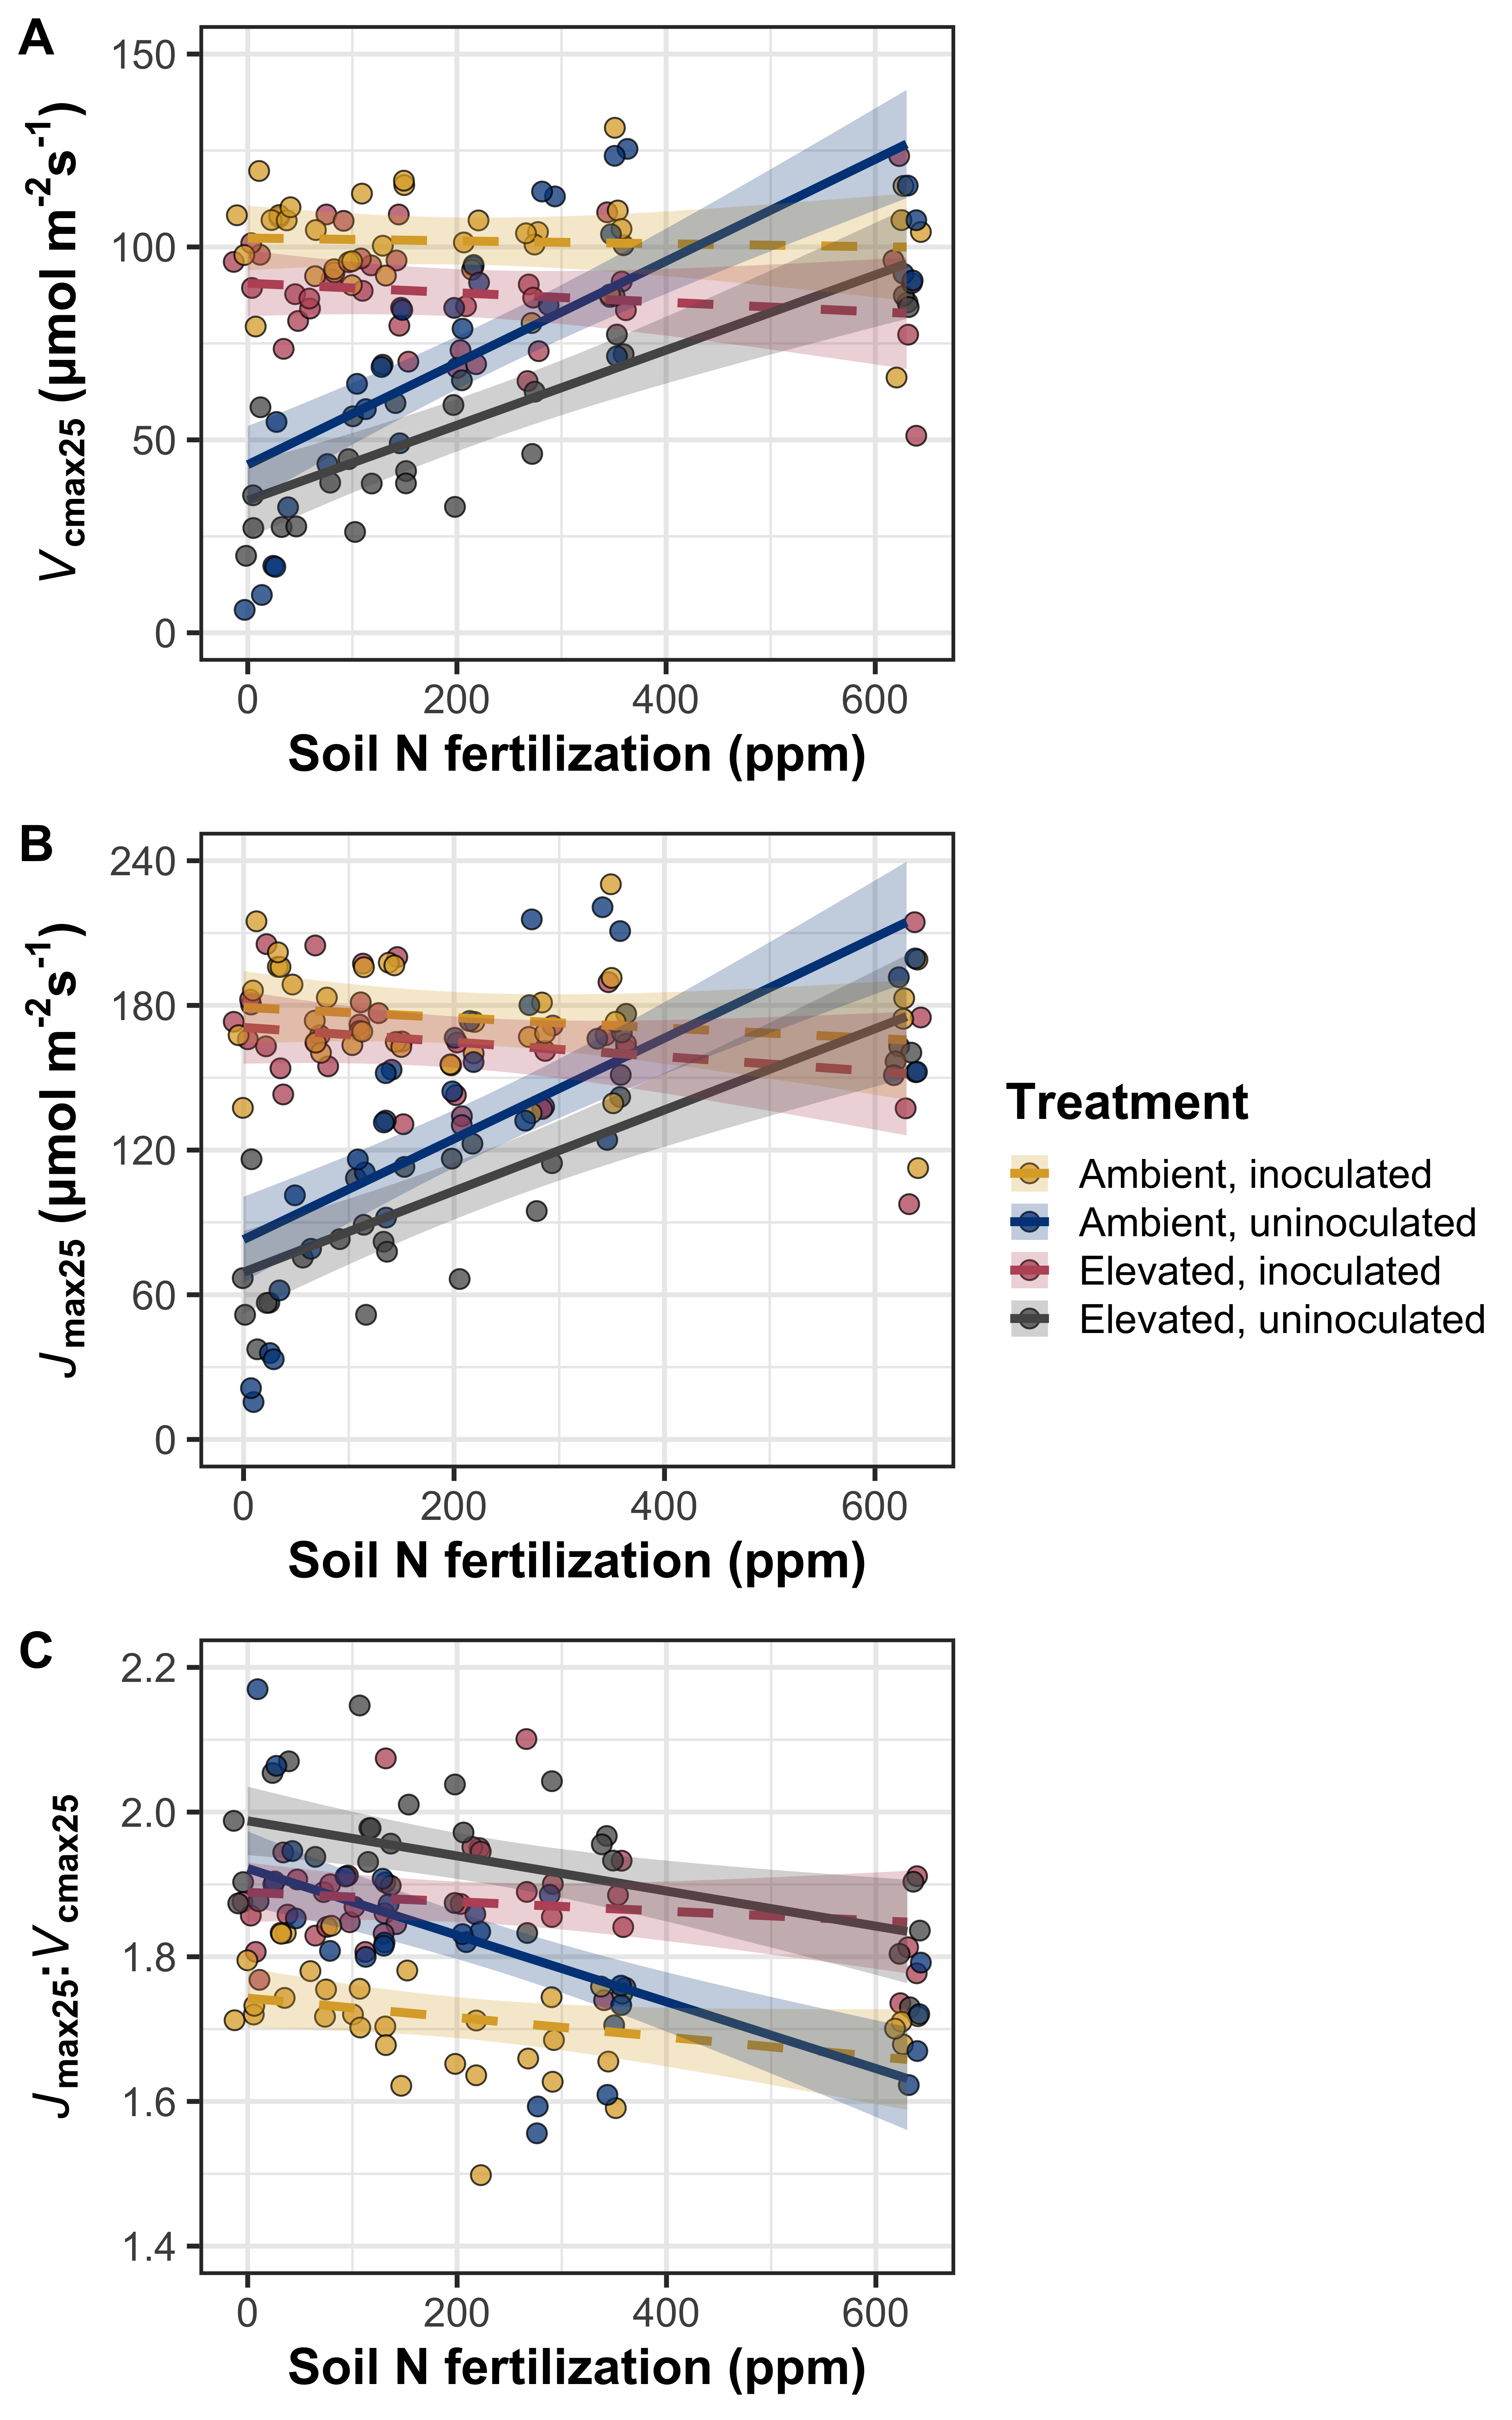 A
150
100
50
0
Vcmax25 (μmol m-2s-1)
0 200 400 600
Soil N fertilization (ppm)
B
240
180
120
60
0
Jmax25 (μmol m-2s-1)
0 200 400 600
Soil N fertilization (ppm)
Treatment
Ambient, inoculated
Ambient, uninoculated
Elevated, inoculated
Elevated, uninoculated
C
2.2
2.0
1.8
1.6
1.4
Jmax25:Vcmax25
0 200 400 600
Soil N fertilization (ppm)